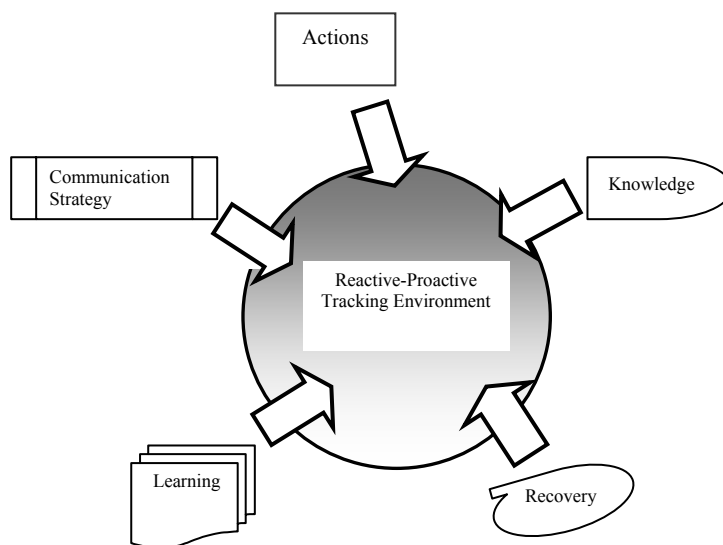 Actions
Communication
Strategy
Knowledge
Reactive-Proactive
Tracking Environment
Learning
Recovery